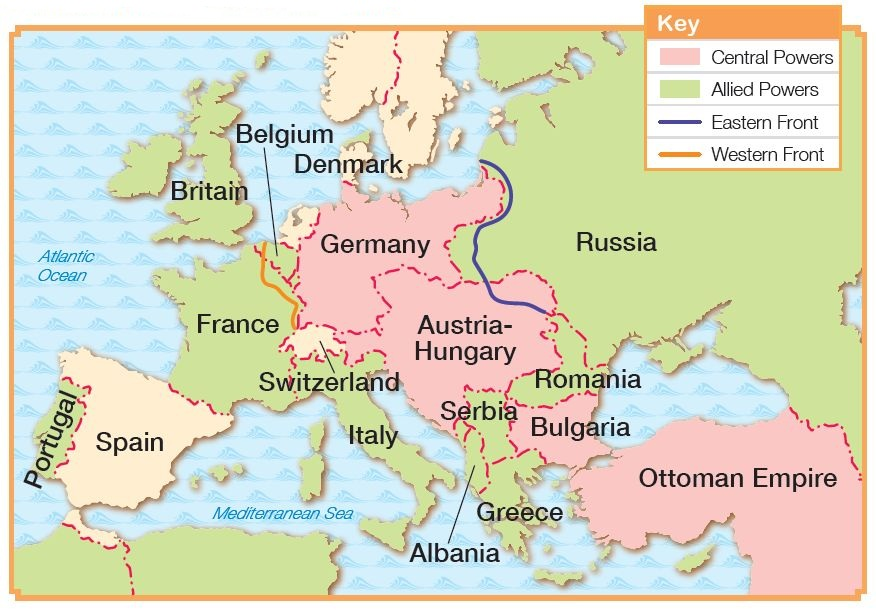 Key
Central Powers
Allied Powers
Eastern Front
Western Front
Belgium
Denmark
Britain
Germany
Russia
Atlantic
Ocean
France
Austria-
Hungary
Switzerland
Romania
Portugal
Spain
Italy
Serbia
Bulgaria
Ottoman Empire
Mediterranean Sea
Greece
Albania